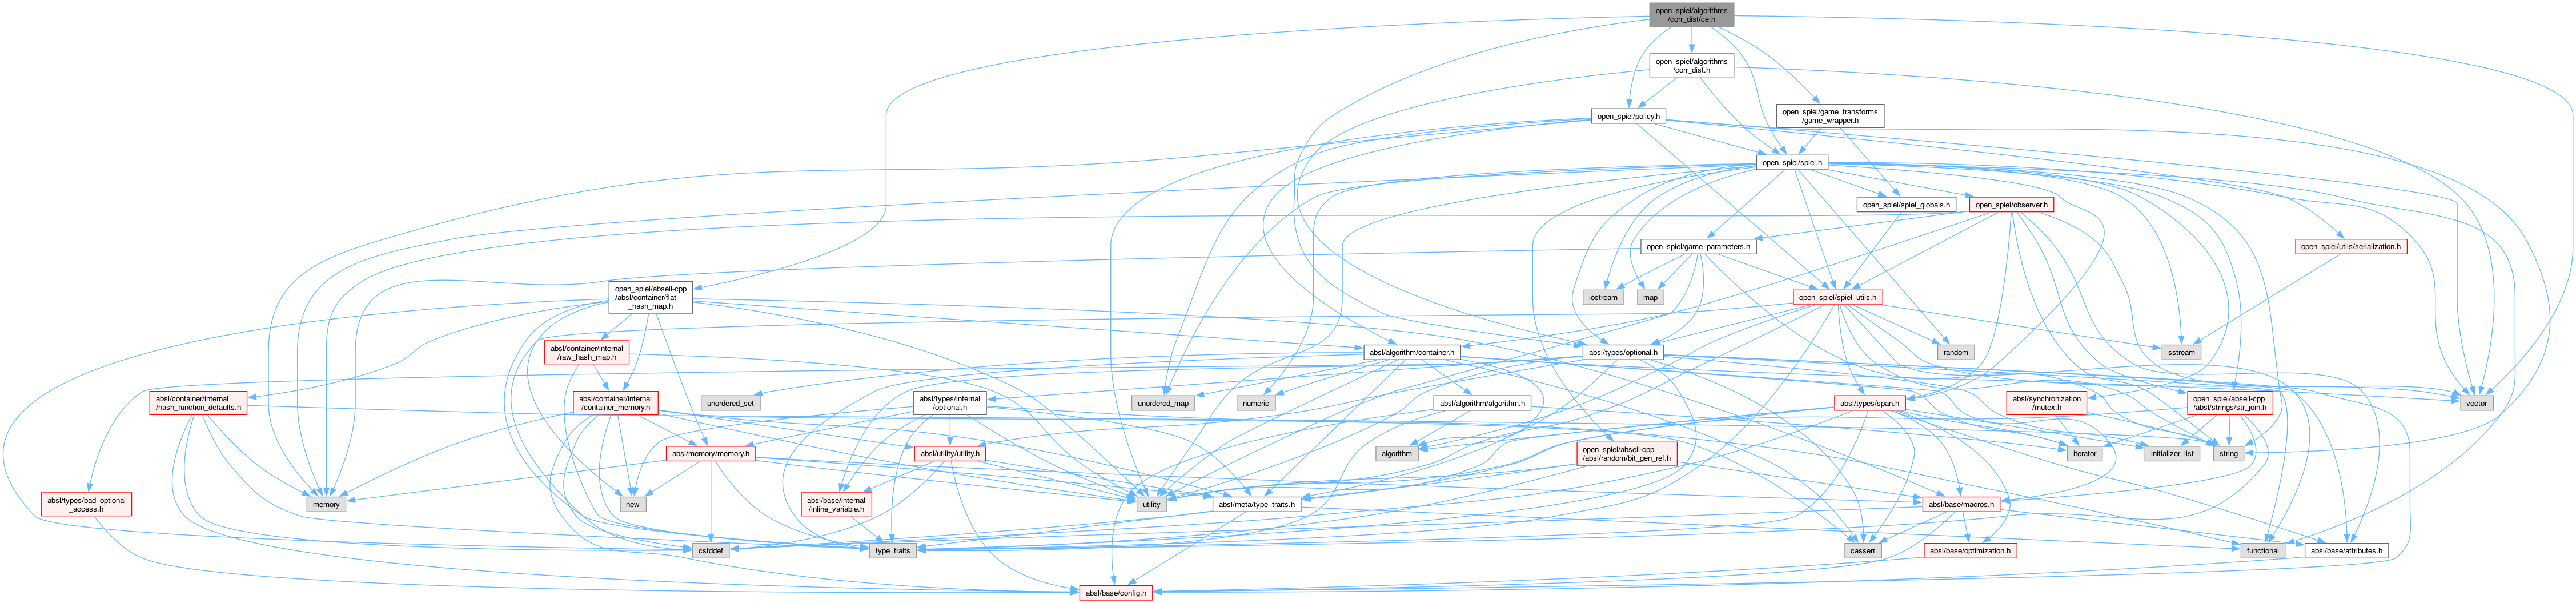 open_spiel/algorithms
/corr_dist/ce.h
open_spiel/algorithms
/corr_dist.h
open_spiel/policy.h
open_spiel/game_transforms
/game_wrapper.h
open_spiel/spiel.h
open_spiel/spiel_globals.h
open_spiel/observer.h
open_spiel/game_parameters.h
open_spiel/utils/serialization.h
open_spiel/abseil-cpp
/absl/container/flat
_hash_map.h
iostream
map
open_spiel/spiel_utils.h
absl/container/internal
/raw_hash_map.h
absl/algorithm/container.h
absl/types/optional.h
random
sstream
absl/container/internal
/hash_function_defaults.h
absl/container/internal
/container_memory.h
unordered_set
absl/types/internal
/optional.h
unordered_map
numeric
absl/algorithm/algorithm.h
absl/types/span.h
absl/synchronization
/mutex.h
open_spiel/abseil-cpp
/absl/strings/str_join.h
vector
absl/memory/memory.h
absl/utility/utility.h
algorithm
open_spiel/abseil-cpp
/absl/random/bit_gen_ref.h
iterator
initializer_list
string
absl/types/bad_optional
_access.h
memory
new
absl/base/internal
/inline_variable.h
utility
absl/meta/type_traits.h
absl/base/macros.h
cstddef
type_traits
cassert
absl/base/optimization.h
functional
absl/base/attributes.h
absl/base/config.h